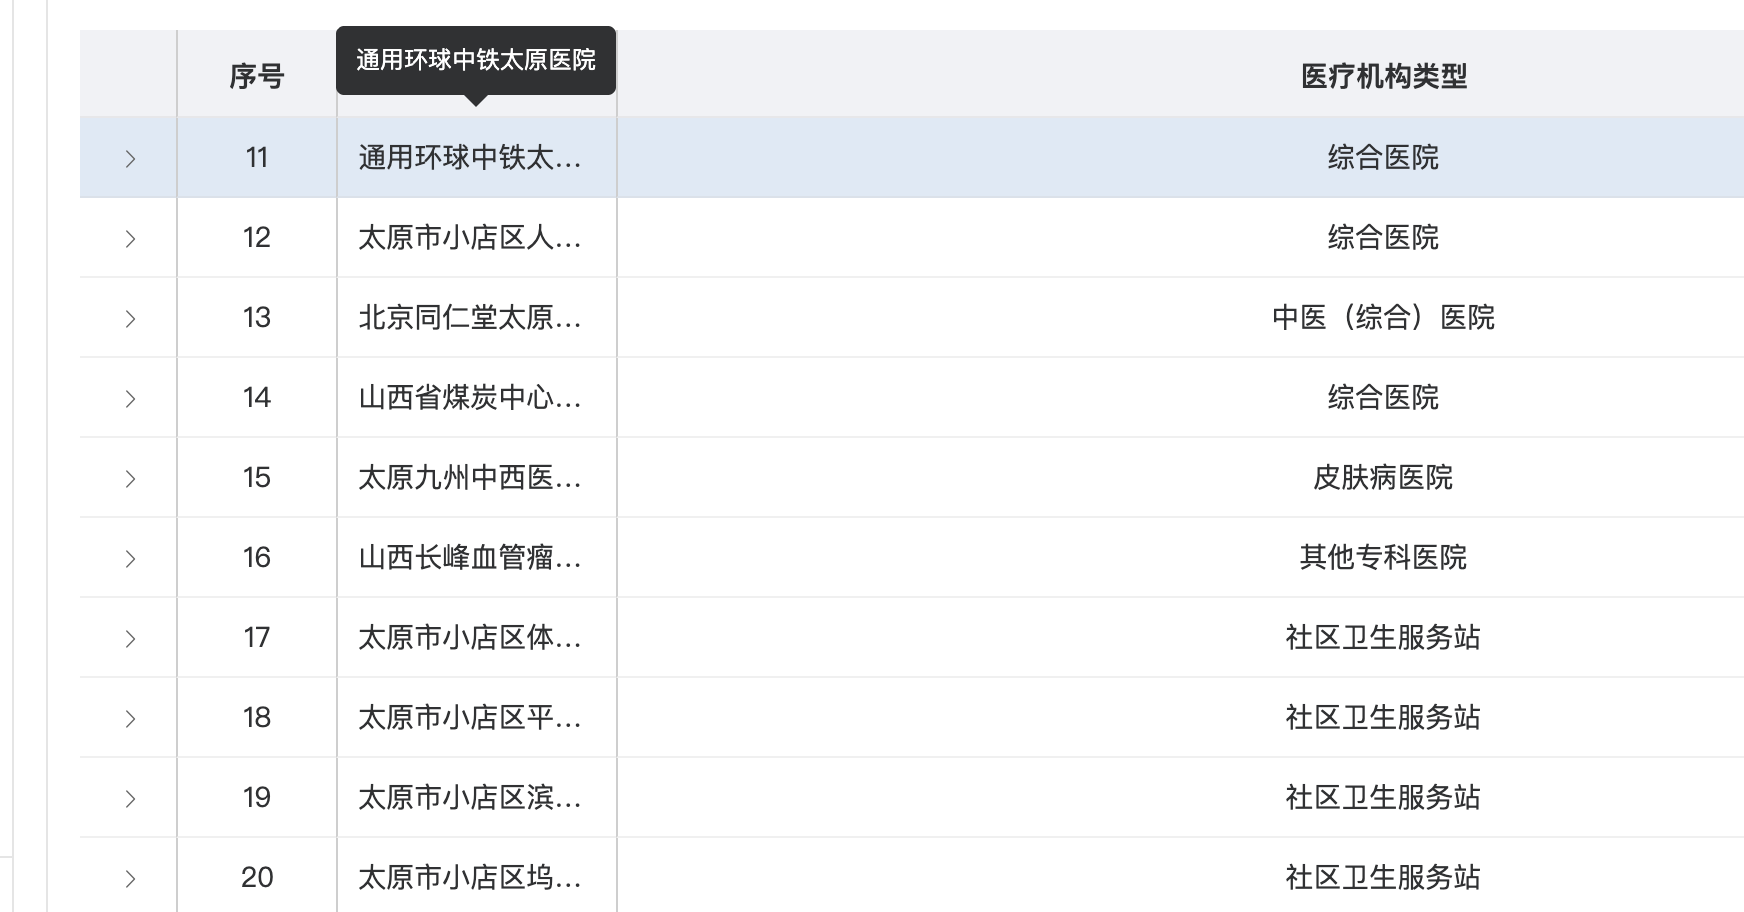 通用环球中铁太原医院
序号 医疗机构类型
11 通用环球中铁太... 综合医院
12 太原市小店区人... 综合医院
13 北京同仁堂太原... 中医（综合）医院
14 山西省煤炭中心... 综合医院
15 太原九州中西医... 皮肤病医院
16 山西长峰血管瘤... 其他专科医院
17 太原市小店区体... 社区卫生服务站
18 太原市小店区平... 社区卫生服务站
19 太原市小店区滨... 社区卫生服务站
20 太原市小店区坞... 社区卫生服务站